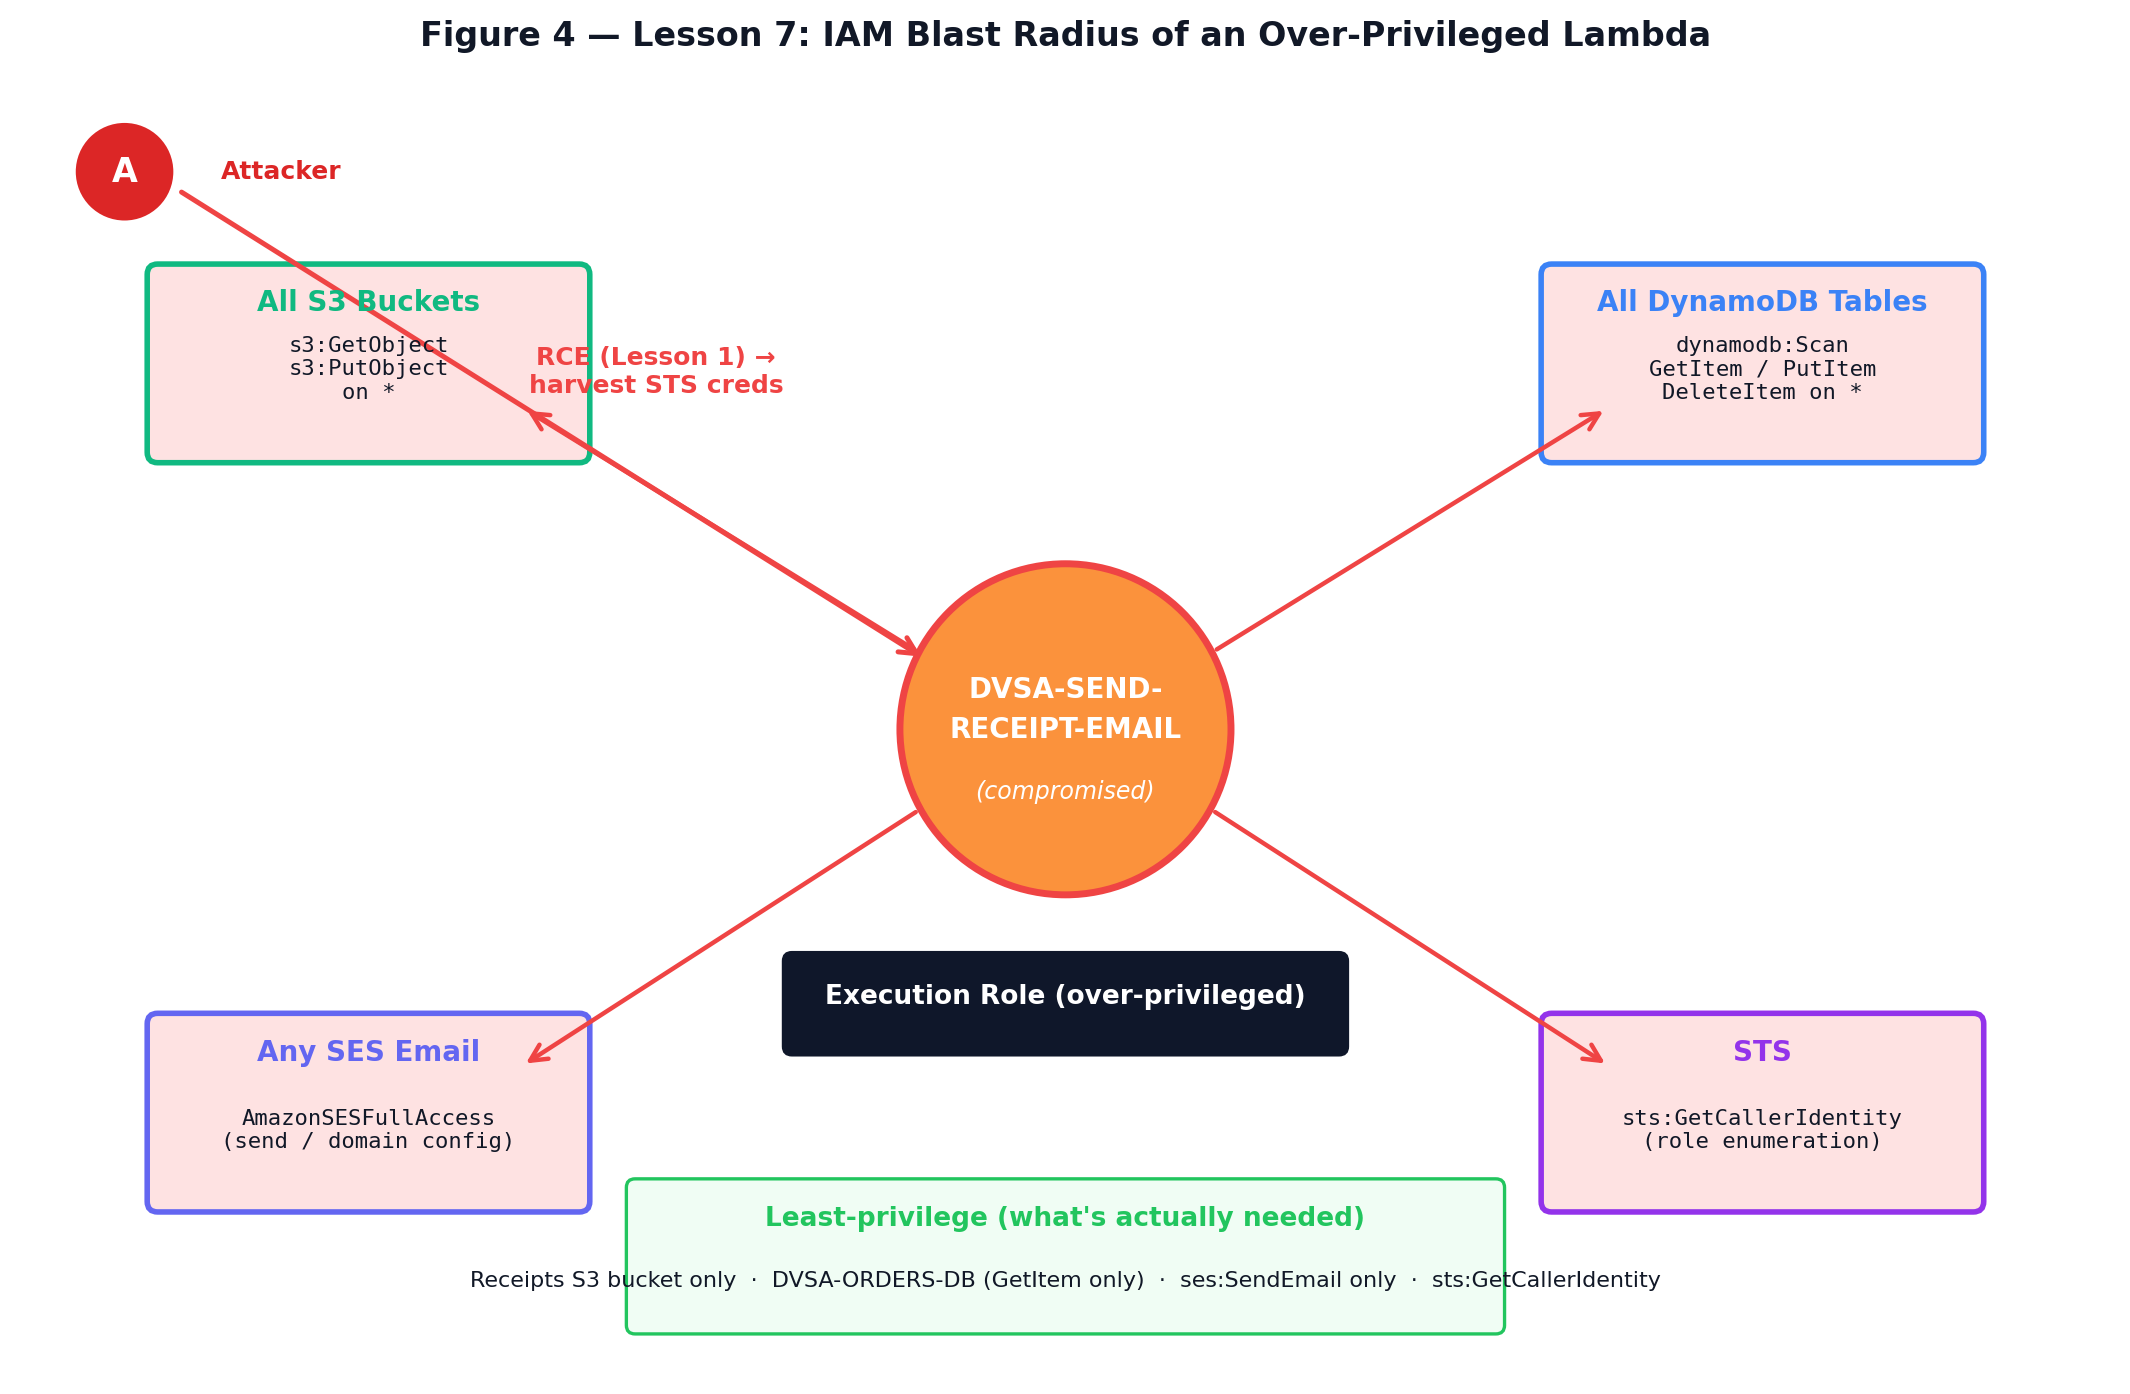 Figure 4 — Lesson 7: IAM Blast Radius of an Over-Privileged Lambda
A
Attacker
All S3 Buckets
s3:GetObject
s3:PutObject
on *
RCE (Lesson 1) →
harvest STS creds
All DynamoDB Tables
dynamodb:Scan
GetItem / PutItem
DeleteItem on *
DVSA-SEND-
RECEIPT-EMAIL
(compromised)
Execution Role (over-privileged)
Any SES Email
AmazonSESFullAccess
(send / domain config)
STS
sts:GetCallerIdentity
(role enumeration)
Least-privilege (what's actually needed)
Receipts S3 bucket only · DVSA-ORDERS-DB (GetItem only) · ses:SendEmail only · sts:GetCallerIdentity